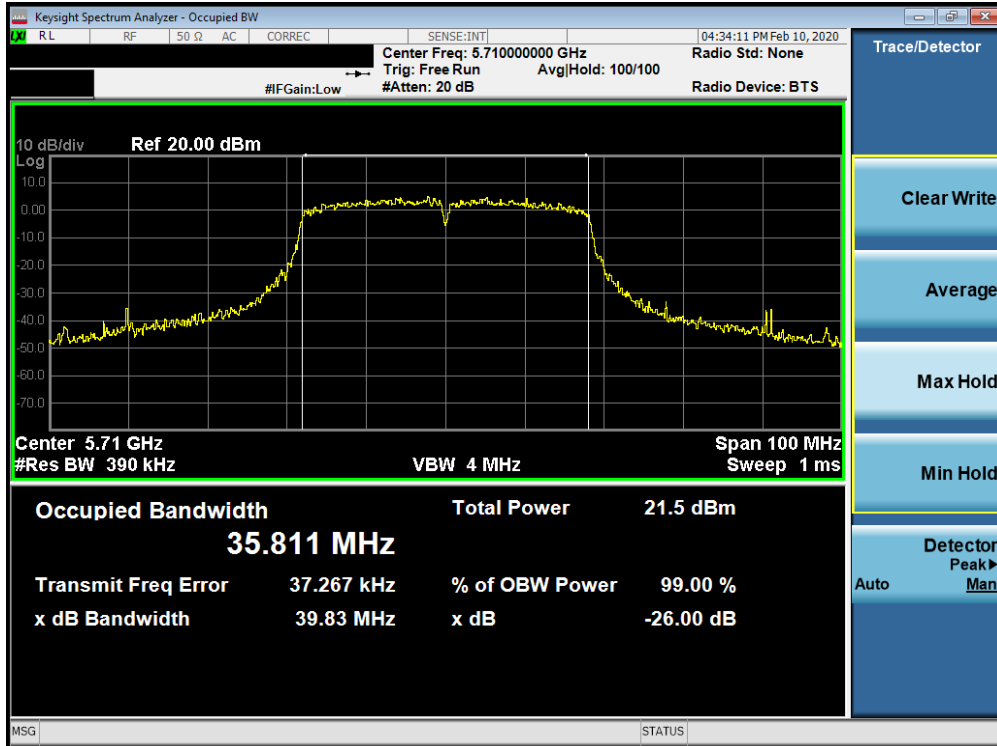 Keysight Spectrum Analyzer - Occupied BW
LXI RL RF 50 Ω AC CORREC SENSE:INT 04:34:11 PM Feb 10, 2020
Center Freq: 5.710000000 GHz Radio Std: None
Trig: Free Run Avg|Hold: 100/100
#IFGain:Low #Atten: 20 dB Radio Device: BTS
10 dB/div Ref 20.00 dBm
Log
10.0
0.00
-10.0
-20.0
-30.0
-40.0
-50.0
-60.0
-70.0
Center 5.71 GHz Span 100 MHz
#Res BW 390 kHz VBW 4 MHz Sweep 1 ms
Occupied Bandwidth Total Power 21.5 dBm
35.811 MHz
Transmit Freq Error 37.267 kHz % of OBW Power 99.00 %
x dB Bandwidth 39.83 MHz x dB -26.00 dB
MSG STATUS
Trace/Detector
Clear Write
Average
Max Hold
Min Hold
Detector
Peak▶
Auto Man